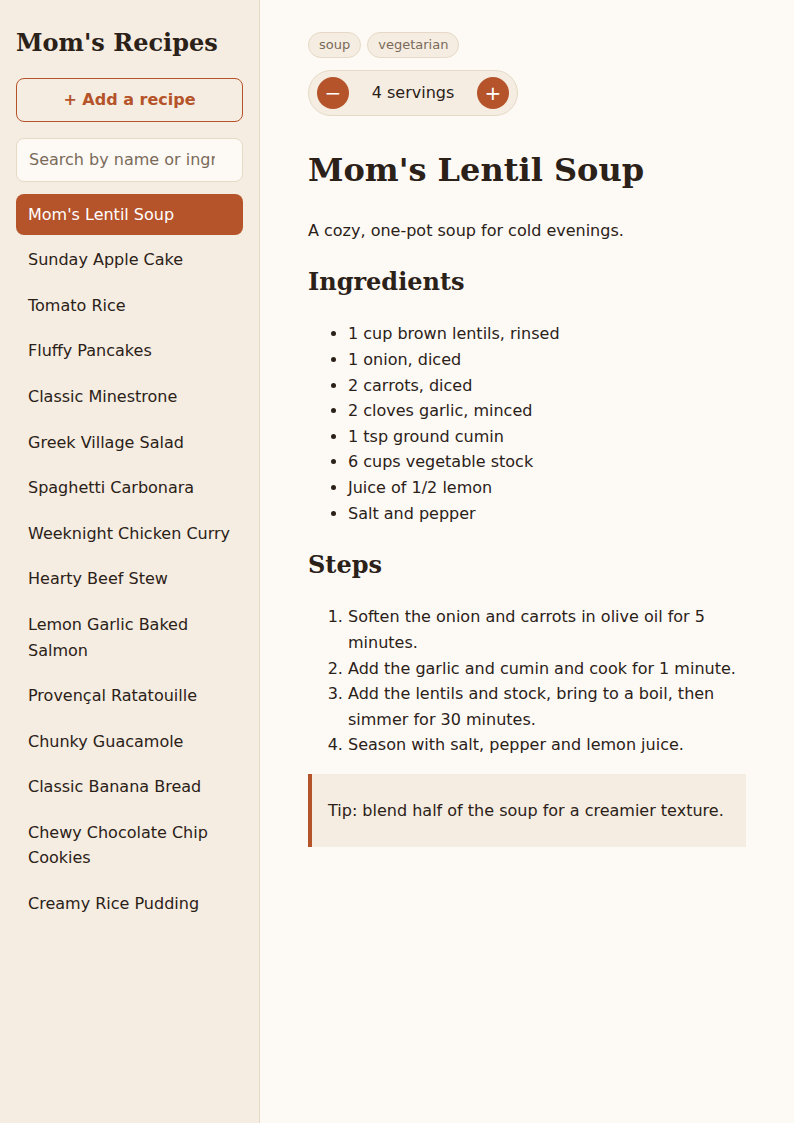 Mom's Recipes
+ Add a recipe
Search by name or ingr
Mom's Lentil Soup
Sunday Apple Cake
Tomato Rice
Fluffy Pancakes
Classic Minestrone
Greek Village Salad
Spaghetti Carbonara
Weeknight Chicken Curry
Hearty Beef Stew
Lemon Garlic Baked
Salmon
Provençal Ratatouille
Chunky Guacamole
Classic Banana Bread
Chewy Chocolate Chip
Cookies
Creamy Rice Pudding
soup vegetarian
− 4 servings +
Mom's Lentil Soup
A cozy, one-pot soup for cold evenings.
Ingredients
• 1 cup brown lentils, rinsed
• 1 onion, diced
• 2 carrots, diced
• 2 cloves garlic, minced
• 1 tsp ground cumin
• 6 cups vegetable stock
• Juice of 1/2 lemon
• Salt and pepper
Steps
1. Soften the onion and carrots in olive oil for 5
minutes.
2. Add the garlic and cumin and cook for 1 minute.
3. Add the lentils and stock, bring to a boil, then
simmer for 30 minutes.
4. Season with salt, pepper and lemon juice.
Tip: blend half of the soup for a creamier texture.